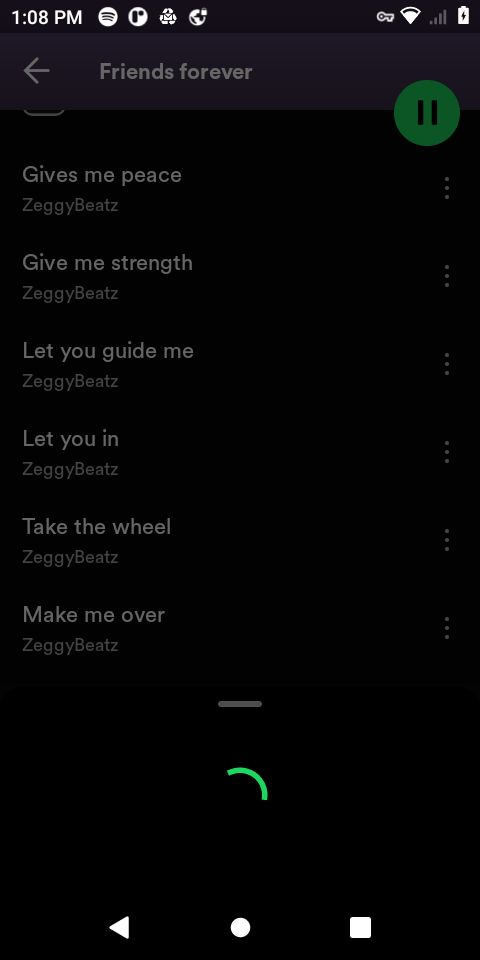 1:08 PM
Friends forever
Gives me peace
ZeggyBeatz
Give me strength
ZeggyBeatz
Let you guide me
ZeggyBeatz
Let you in
ZeggyBeatz
Take the wheel
ZeggyBeatz
Make me over
ZeggyBeatz